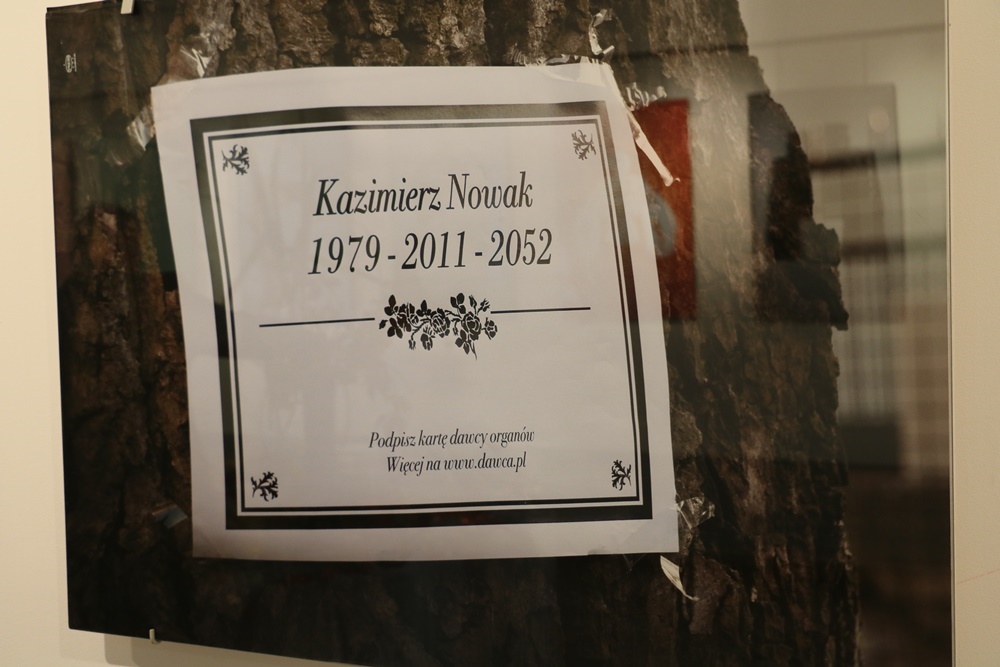 Kazimierz Nowak
1979 - 2011 - 2052
Podpisz kartę dawcy organów
Więcej na www.dawca.pl